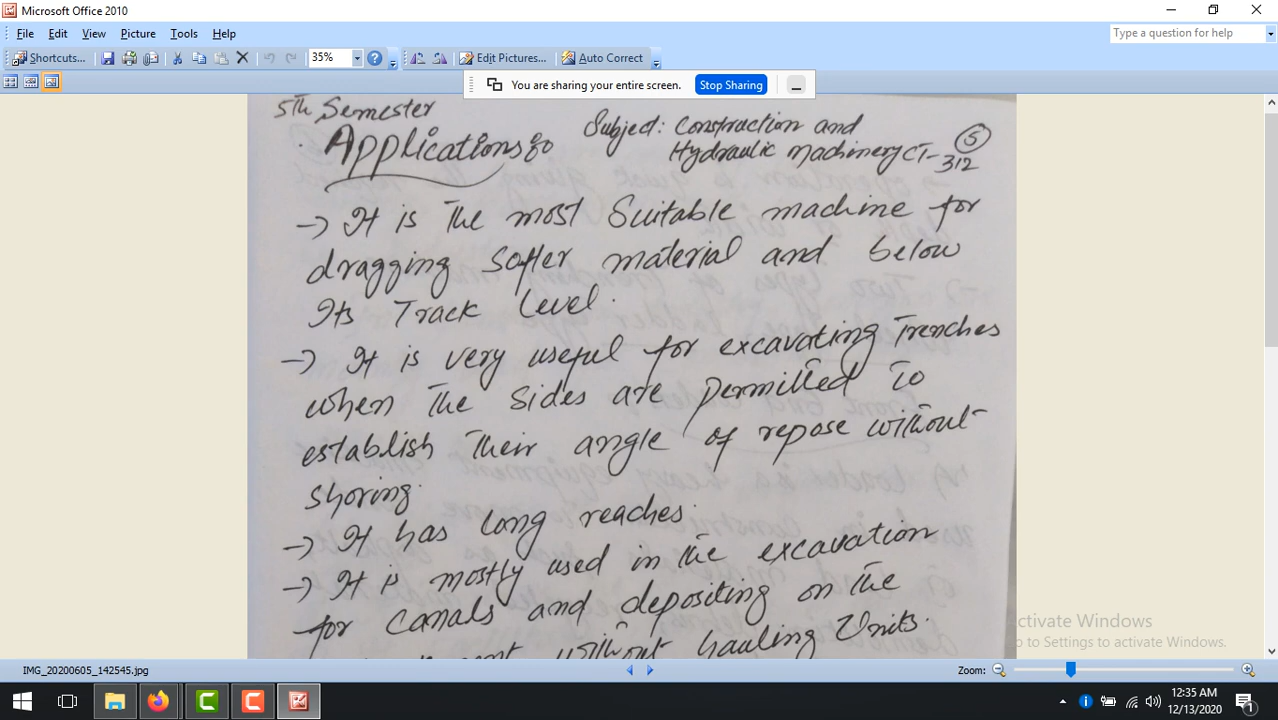 Microsoft Office 2010
File Edit View Picture Tools Help
Type a question for help
Shortcuts... 35% Edit Pictures... Auto Correct
You are sharing your entire screen. Stop Sharing
5Th Semester
Applications
Subject: Construction and
Hydraulic machinery CT-312
5
→ It is The most Suitable machine for
dragging softer material and below
Its Track Level.
→ It is very useful for excavating Trenches
when The Sides are permitted To
establish Their angle of repose without
shoring.
→ It has long reaches.
→ It is mostly used in The excavation
for canals and depositing on The
without hauling Units.
Activate Windows
Go to Settings to activate Windows.
IMG_20200605_142545.jpg
Zoom:
12:35 AM
12/13/2020
1